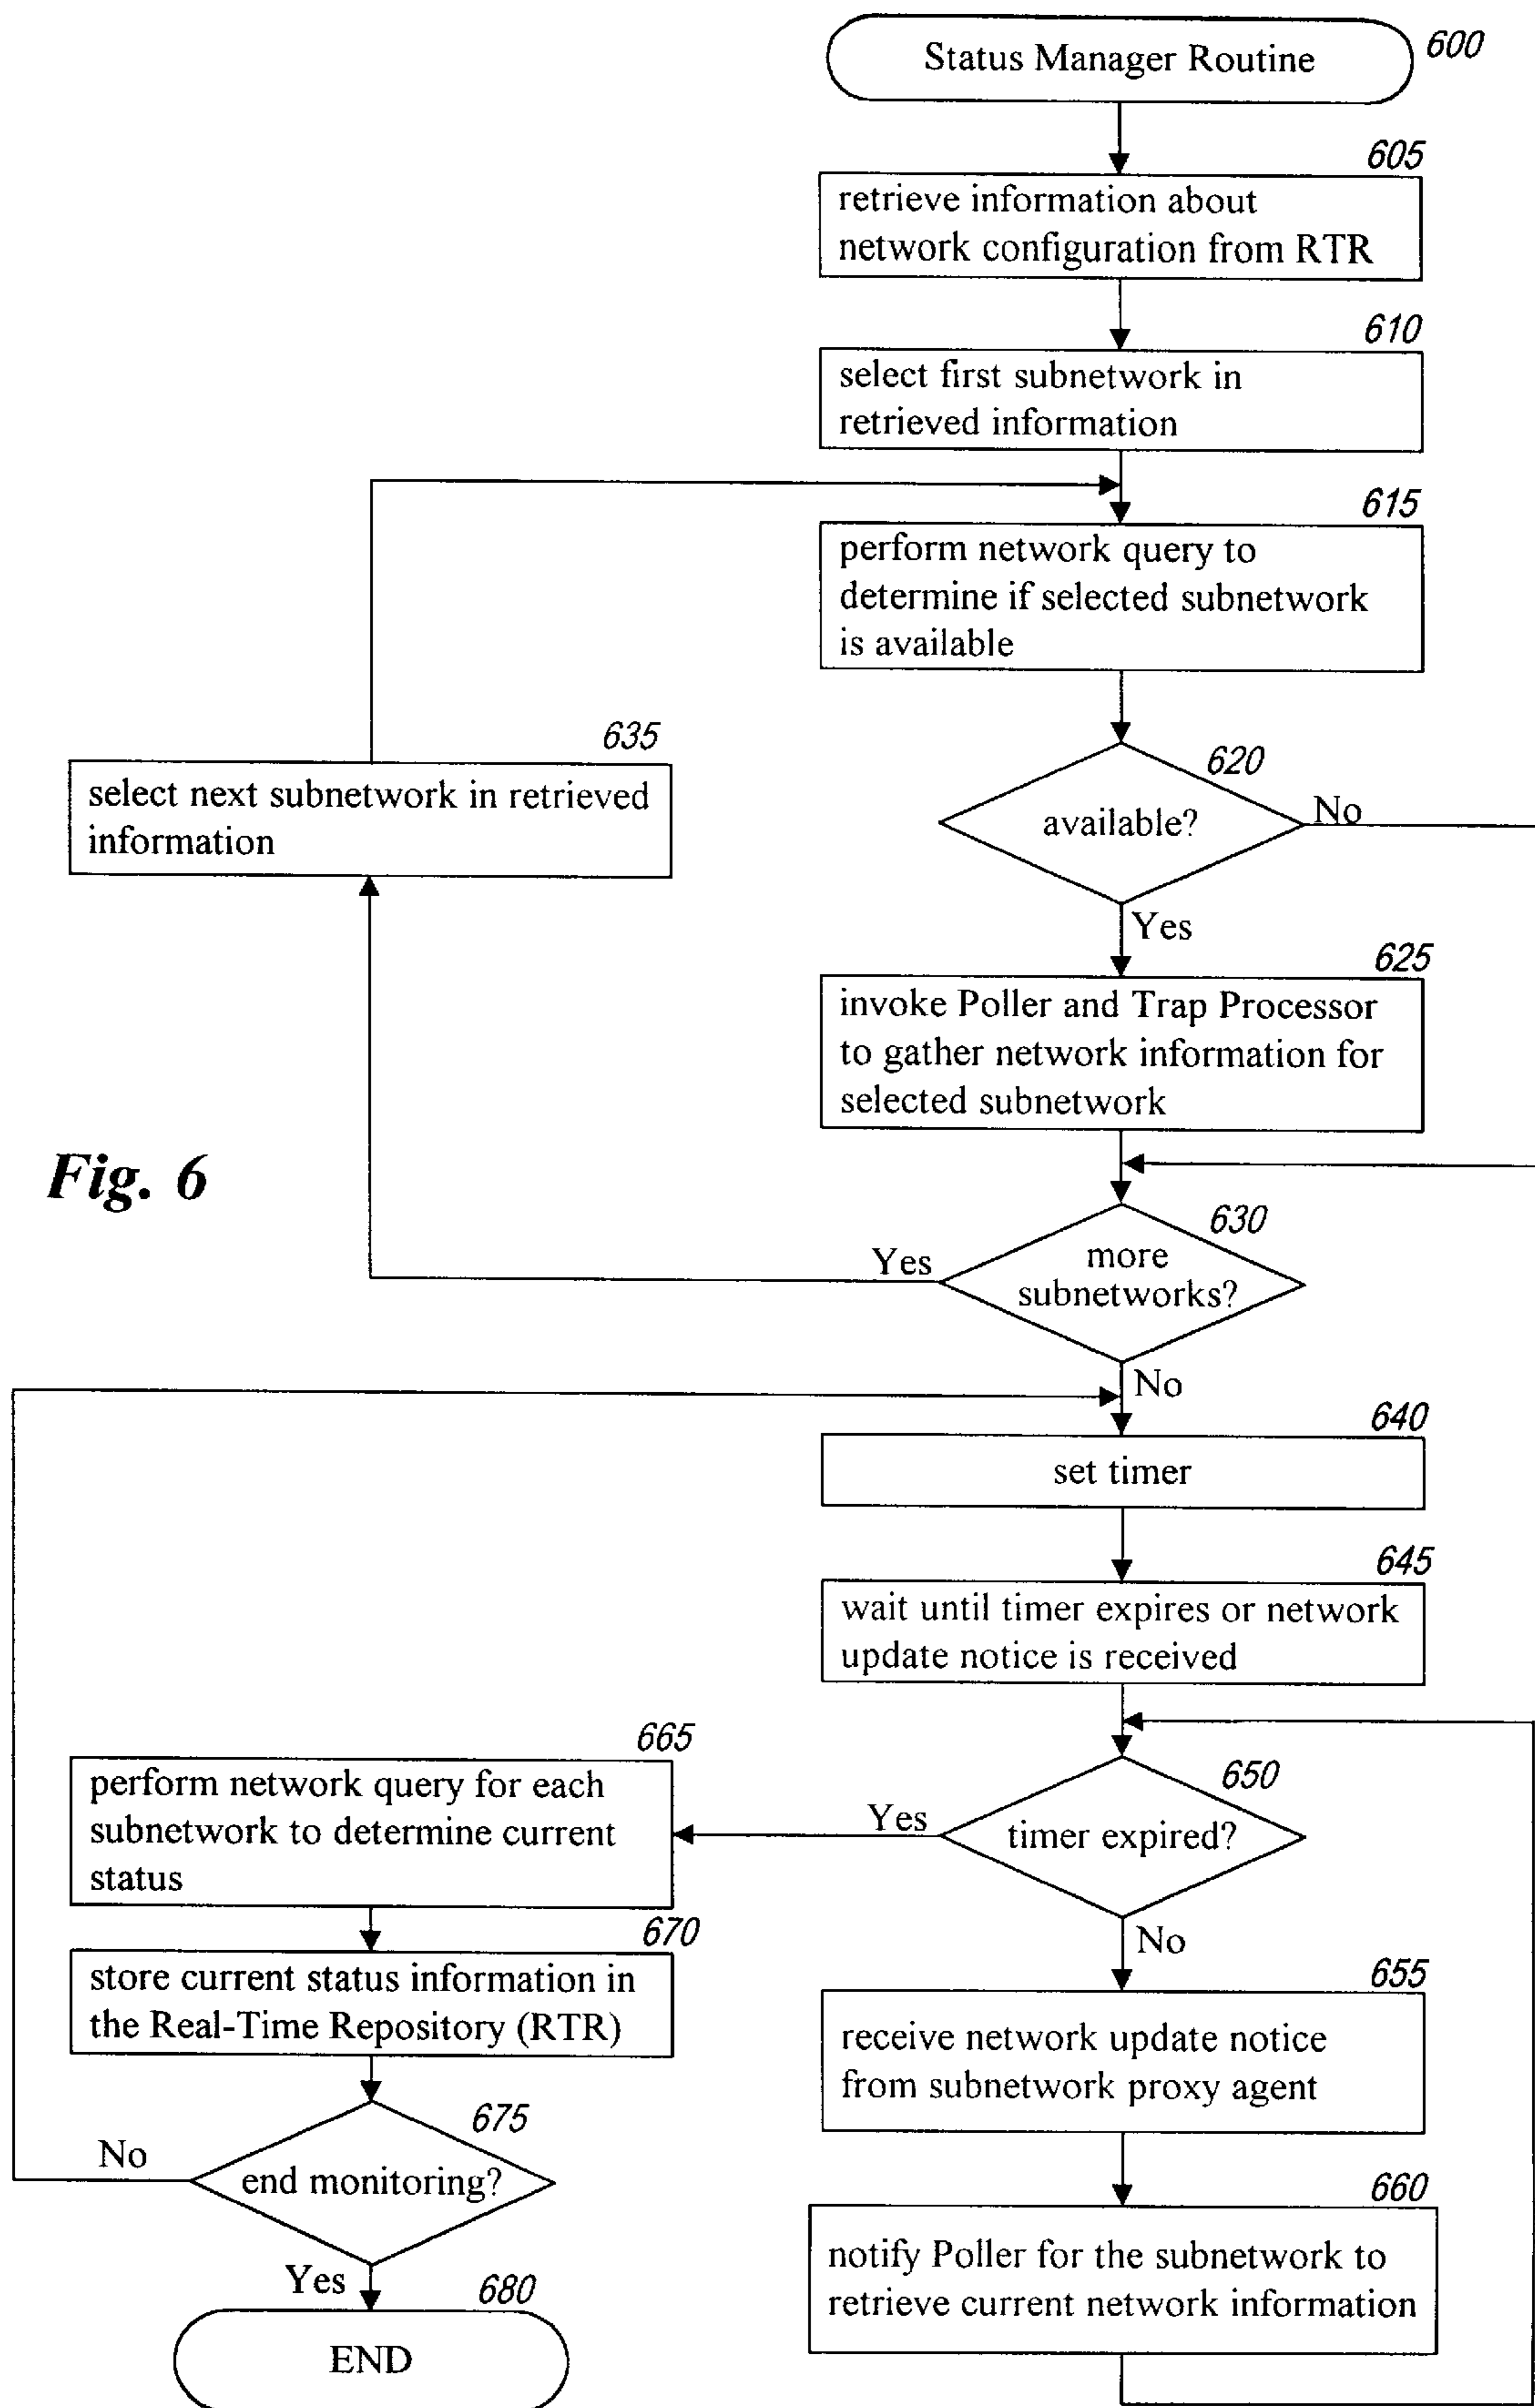 Status Manager Routine
600
605
retrieve information about
network configuration from RTR
610
select first subnetwork in
retrieved information
615
perform network query to
determine if selected subnetwork
is available
635
select next subnetwork in retrieved
information
620
available?
No
Yes
625
invoke Poller and Trap Processor
to gather network information for
selected subnetwork
Fig. 6
630
more
subnetworks?
Yes
No
640
set timer
645
wait until timer expires or network
update notice is received
650
timer expired?
Yes
No
665
perform network query for each
subnetwork to determine current
status
670
store current status information in
the Real-Time Repository (RTR)
655
receive network update notice
from subnetwork proxy agent
675
end monitoring?
No
Yes
660
notify Poller for the subnetwork to
retrieve current network information
680
END